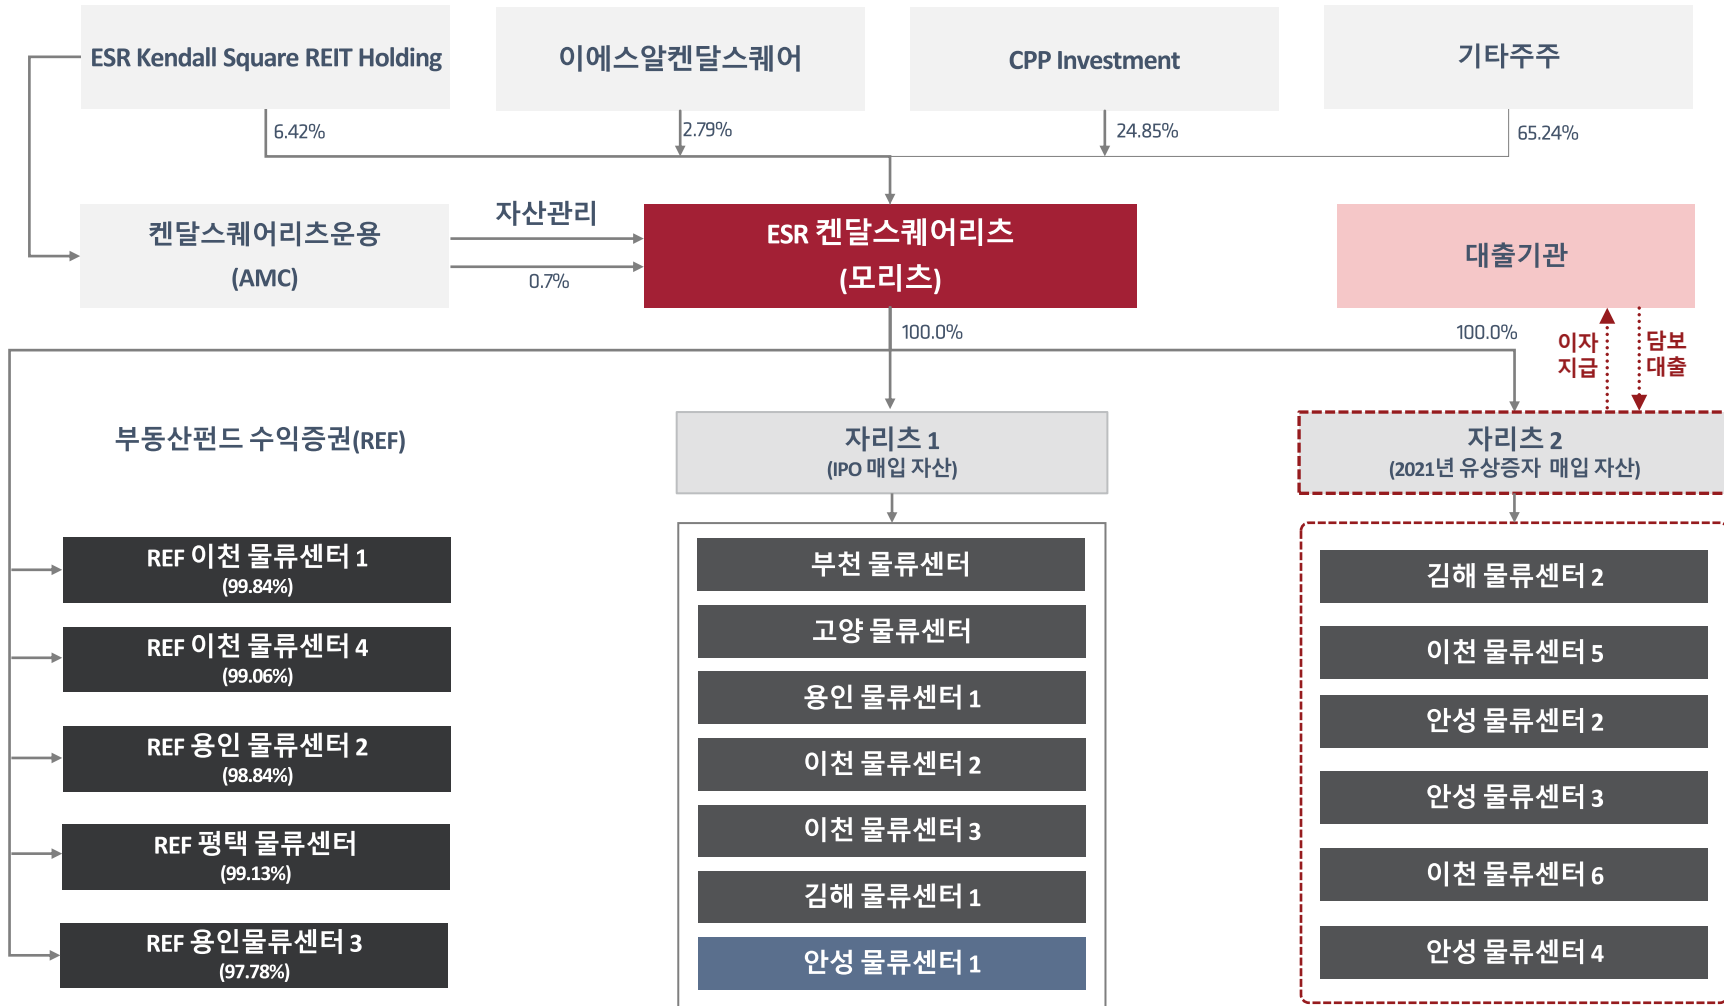 ESR Kendall Square REIT Holding
이에스알켄달스퀘어
CPP Investment
기타주주
6.42%
2.79%
24.85%
65.24%
켄달스퀘어리츠운용
(AMC)
자산관리
0.7%
ESR 켄달스퀘어리츠
(모리츠)
대출기관
100.0%
100.0%
이자
지급
담보
대출
부동산펀드 수익증권(REF)
자리츠 1
(IPO 매입 자산)
자리츠 2
(2021년 유상증자 매입 자산)
REF 이천 물류센터 1
(99.84%)
REF 이천 물류센터 4
(99.06%)
REF 용인 물류센터 2
(98.84%)
REF 평택 물류센터
(99.13%)
REF 용인물류센터 3
(97.78%)
부천 물류센터
고양 물류센터
용인 물류센터 1
이천 물류센터 2
이천 물류센터 3
김해 물류센터 1
안성 물류센터 1
김해 물류센터 2
이천 물류센터 5
안성 물류센터 2
안성 물류센터 3
이천 물류센터 6
안성 물류센터 4